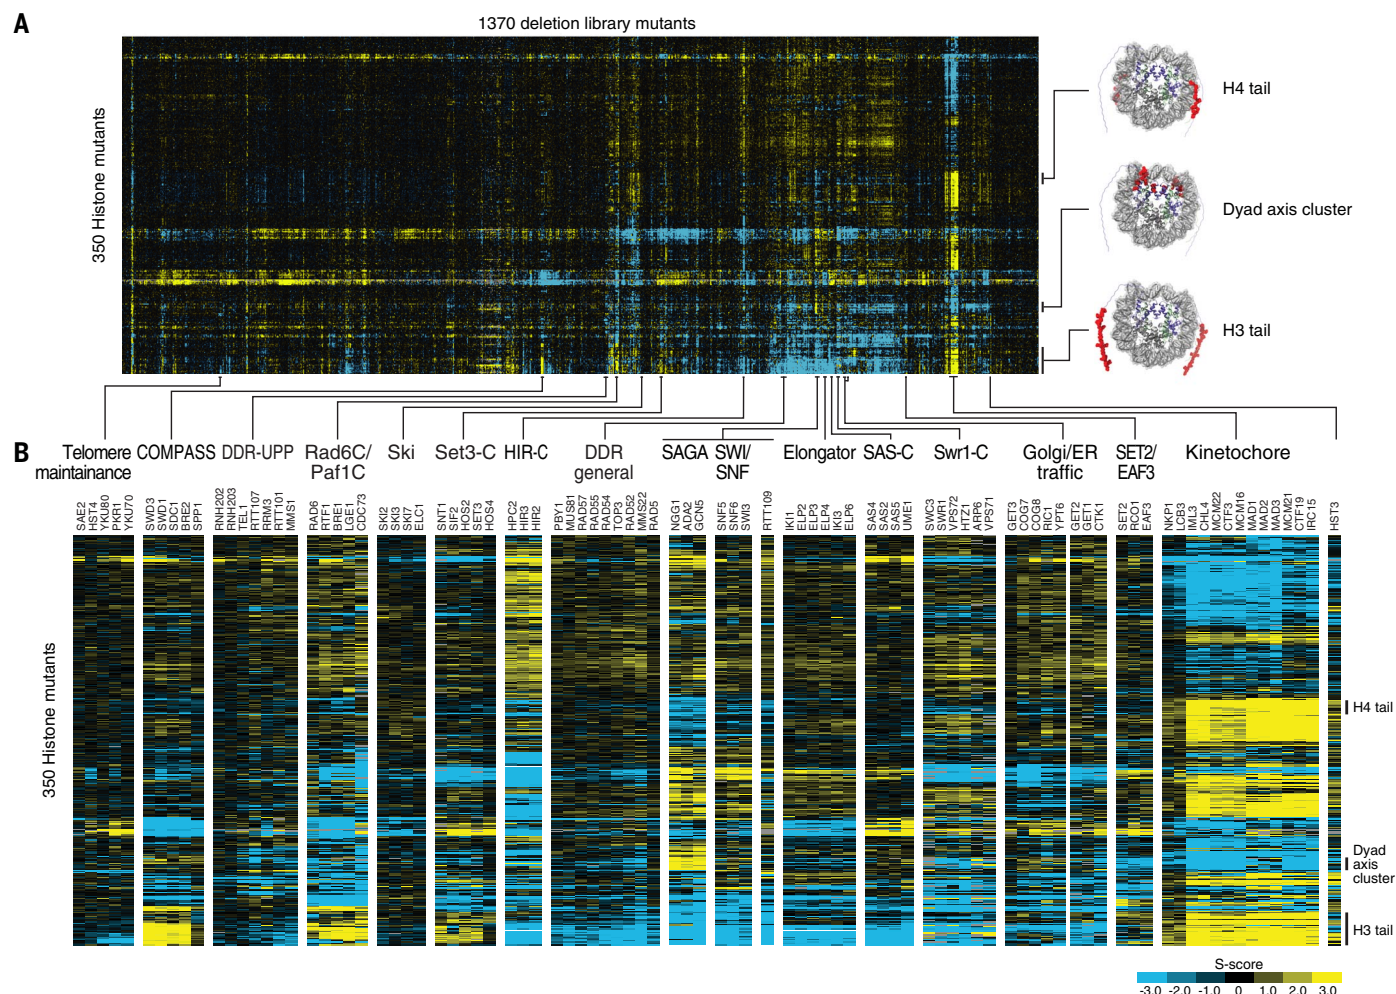 A
1370 deletion library mutants
350 Histone mutants
H4 tail
Dyad axis cluster
H3 tail
B
Telomere maintainance
COMPASS
DDR-UPP
Rad6C/ Paf1C
Ski
Set3-C
HIR-C
DDR general
SAGA
SWI/ SNF
Elongator
SAS-C
Swr1-C
Golgi/ER traffic
SET2/ EAF3
Kinetochore
SAE2
HST4
YKU80
PKR1
YKU70
SWD3
SWD1
SDC1
BRE2
SPP1
RNH202
RNH203
TEL1
RTT107
RRM3
RTT101
MMS1
RAD6
RTF1
BRE1
LGE1
CDC73
SKI2
SKI3
SKI7
ELC1
SNT1
SIF2
HOS2
SET3
HOS4
HPC2
HIR3
HIR2
PBY1
MUS81
RAD57
RAD55
RAD54
TOP3
RAD52
MMS22
RAD5
NGG1
ADA2
GCN5
SNF5
SNF6
SWI3
RTT109
IKI1
ELP2
ELP3
ELP4
IKI3
ELP6
SAS4
SAS2
SAS5
UME1
SWC3
SWR1
VPS72
HTZ1
ARP6
VPS71
GET3
COG7
COG8
RIC1
YPT6
GET2
GET1
CTK1
SET2
RCO1
EAF3
NKP1
LCB3
IML3
CHL4
MCM22
CTF3
MCM16
MAD1
MAD2
MAD3
MCM21
CTF19
IRC15
HST3
350 Histone mutants
H4 tail
Dyad
axis
cluster
H3 tail
S-score
-3.0 -2.0 -1.0 0 1.0 2.0 3.0